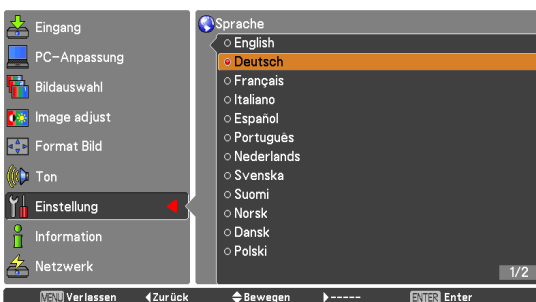 Eingang
PC-Anpassung
Bildauswahl
Image adjust
Format Bild
Ton
Einstellung
Information
Netzwerk
Sprache
English
Deutsch
Français
Italiano
Español
Português
Nederlands
Svenska
Suomi
Norsk
Dansk
Polski
1/2
MENU Verlassen ◀Zurück ◆Bewegen ▶----- ENTER Enter